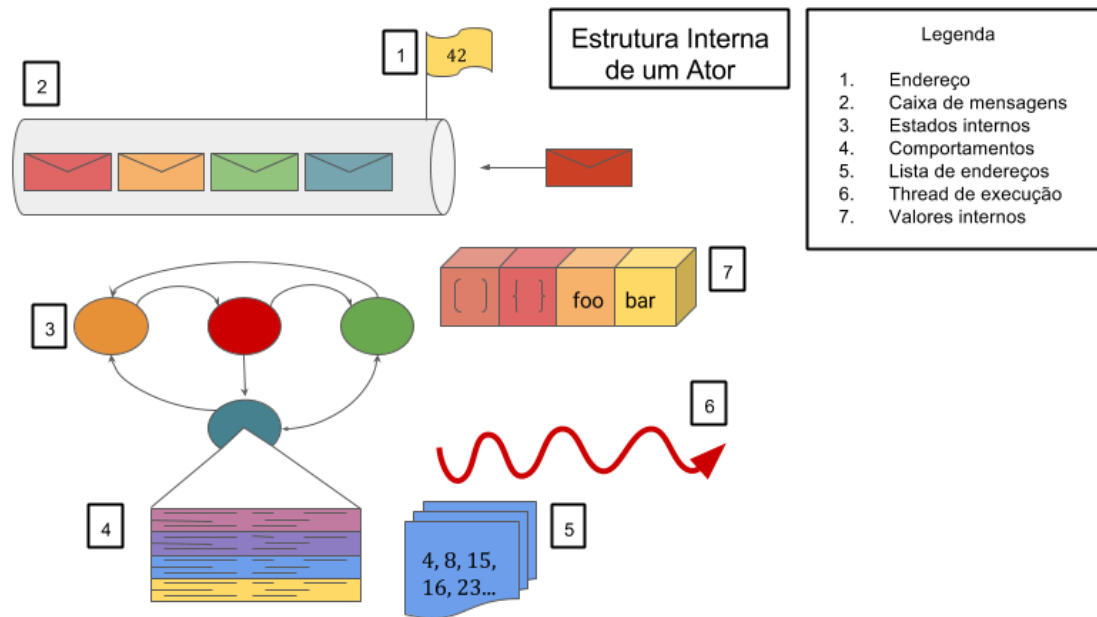 1
42
2
Estrutura Interna
de um Ator
Legenda
1. Endereço
2. Caixa de mensagens
3. Estados internos
4. Comportamentos
5. Lista de endereços
6. Thread de execução
7. Valores internos
3
[ ]
{ }
foo
bar
7
6
4
4, 8, 15,
16, 23...
5